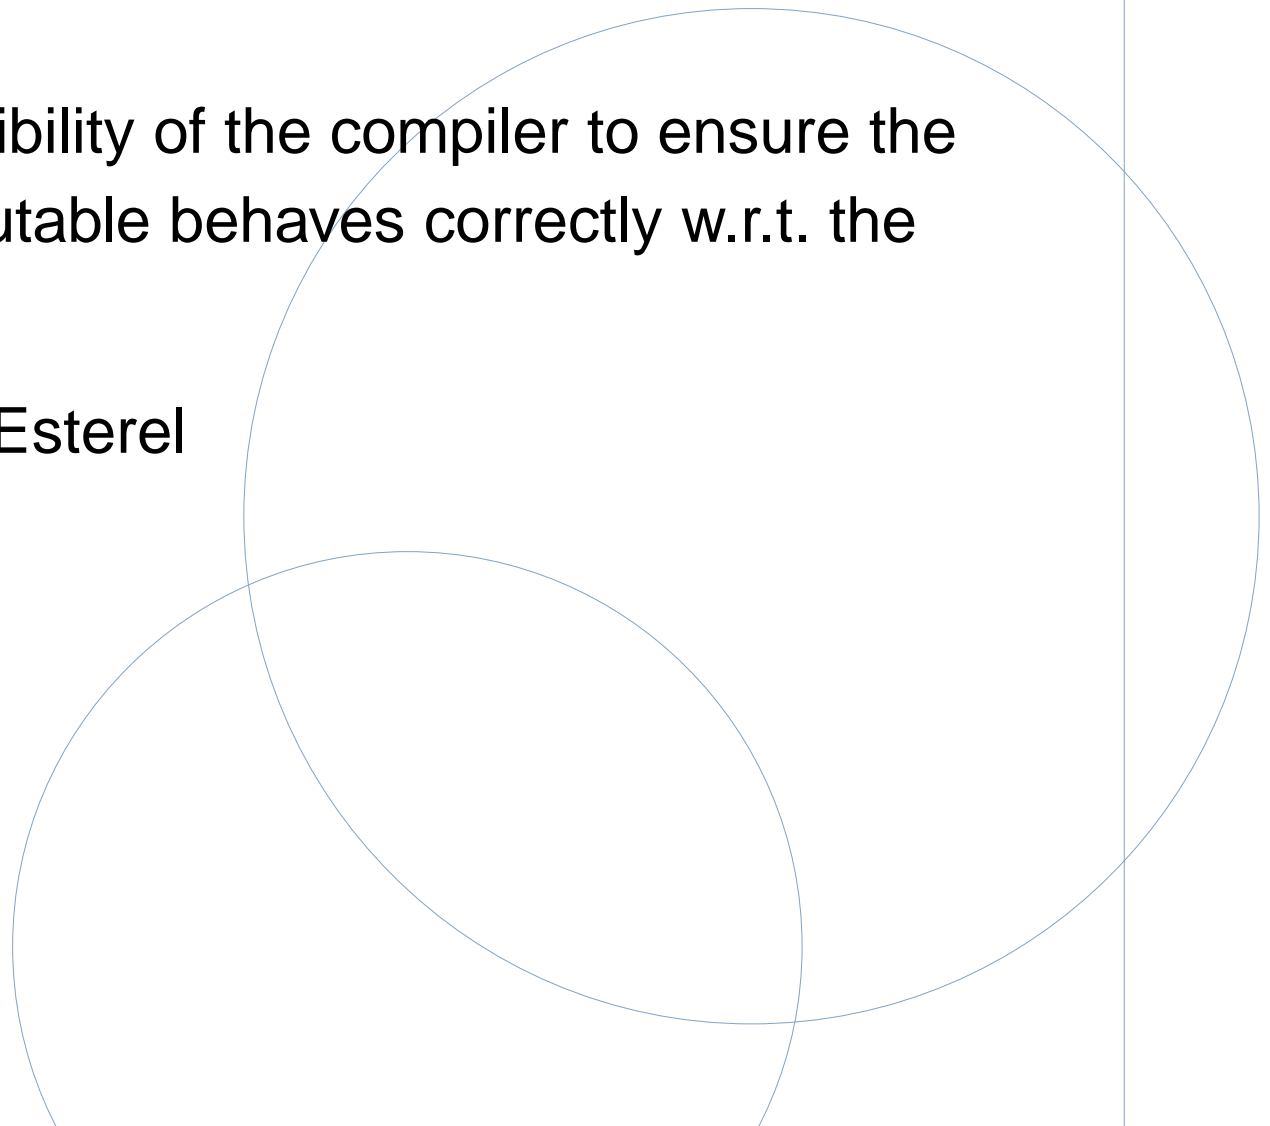 ibility of the compiler to ensure the
utable behaves correctly w.r.t. the
Esterel